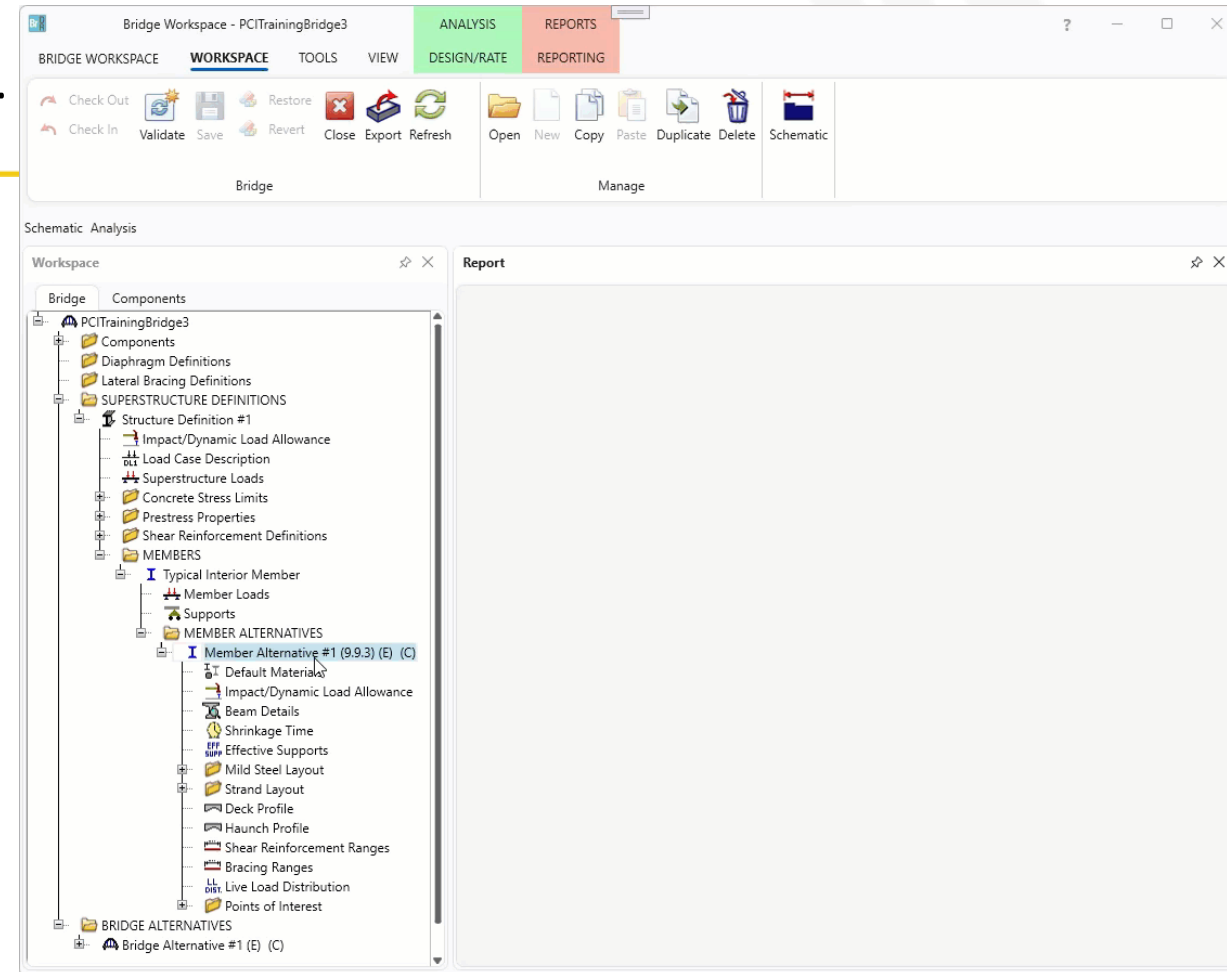 Br R
Bridge Workspace - PCITrainingBridge3
ANALYSIS
REPORTS
?
BRIDGE WORKSPACE
WORKSPACE
TOOLS
VIEW
DESIGN/RATE
REPORTING
Check Out
Check In
Validate
Save
Restore
Revert
Close
Export
Refresh
Open
New
Copy
Paste
Duplicate
Delete
Schematic
Bridge
Manage
Schematic Analysis
Workspace
Report
Bridge
Components
PCITrainingBridge3
Components
Diaphragm Definitions
Lateral Bracing Definitions
SUPERSTRUCTURE DEFINITIONS
Structure Definition #1
Impact/Dynamic Load Allowance
DL1 Load Case Description
Superstructure Loads
Concrete Stress Limits
Prestress Properties
Shear Reinforcement Definitions
MEMBERS
Typical Interior Member
Member Loads
Supports
MEMBER ALTERNATIVES
Member Alternative #1 (9.9.3) (E) (C)
Default Materials
Impact/Dynamic Load Allowance
Beam Details
Shrinkage Time
EFF SUPP Effective Supports
Mild Steel Layout
Strand Layout
Deck Profile
Haunch Profile
Shear Reinforcement Ranges
Bracing Ranges
LL DIST. Live Load Distribution
Points of Interest
BRIDGE ALTERNATIVES
Bridge Alternative #1 (E) (C)